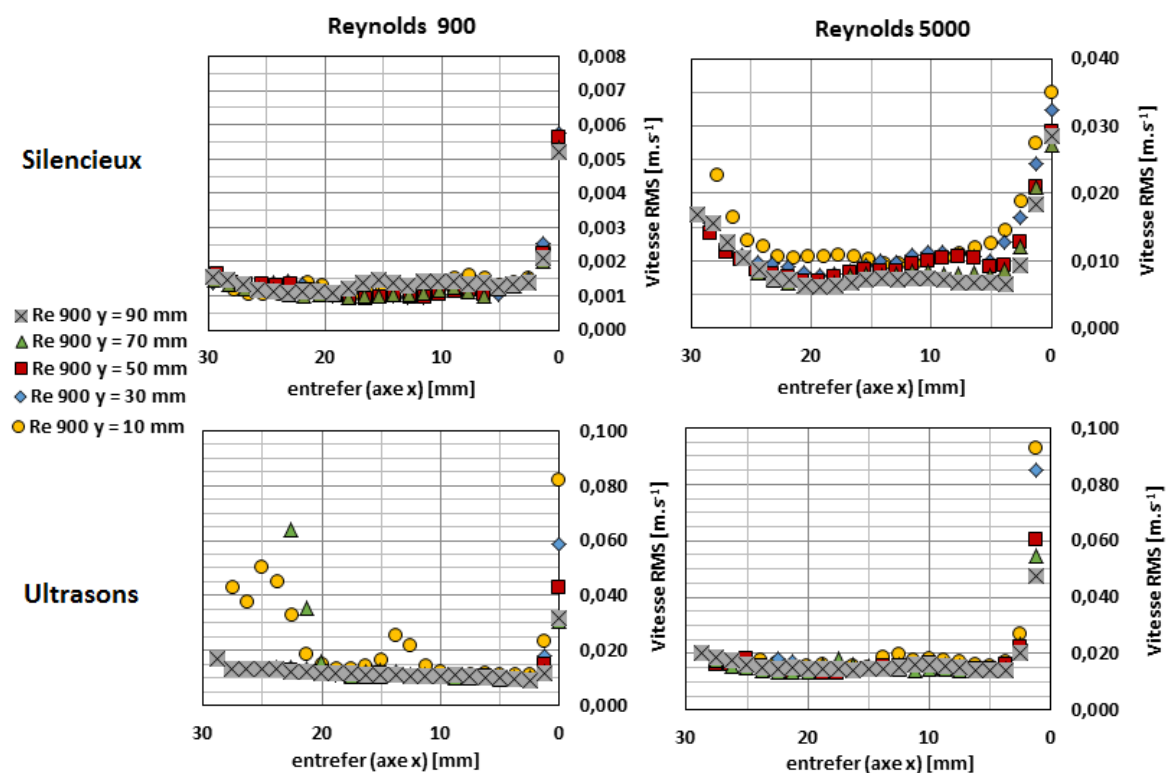 Reynolds 900
Reynolds 5000
Silencieux
0,008
0,007
0,006
0,005
0,004
0,003
0,002
0,001
0,000
Vitesse RMS [m.s-1]
30 20 10 0
entrefer (axe x) [mm]
0,040
0,030
0,020
0,010
0,000
Vitesse RMS [m.s-1]
30 20 10 0
entrefer (axe x) [mm]
Re 900 y = 90 mm
Re 900 y = 70 mm
Re 900 y = 50 mm
Re 900 y = 30 mm
Re 900 y = 10 mm
Ultrasons
0,100
0,080
0,060
0,040
0,020
0,000
Vitesse RMS [m.s-1]
30 20 10 0
entrefer (axe x) [mm]
0,100
0,080
0,060
0,040
0,020
0,000
Vitesse RMS [m.s-1]
30 20 10 0
entrefer (axe x) [mm]